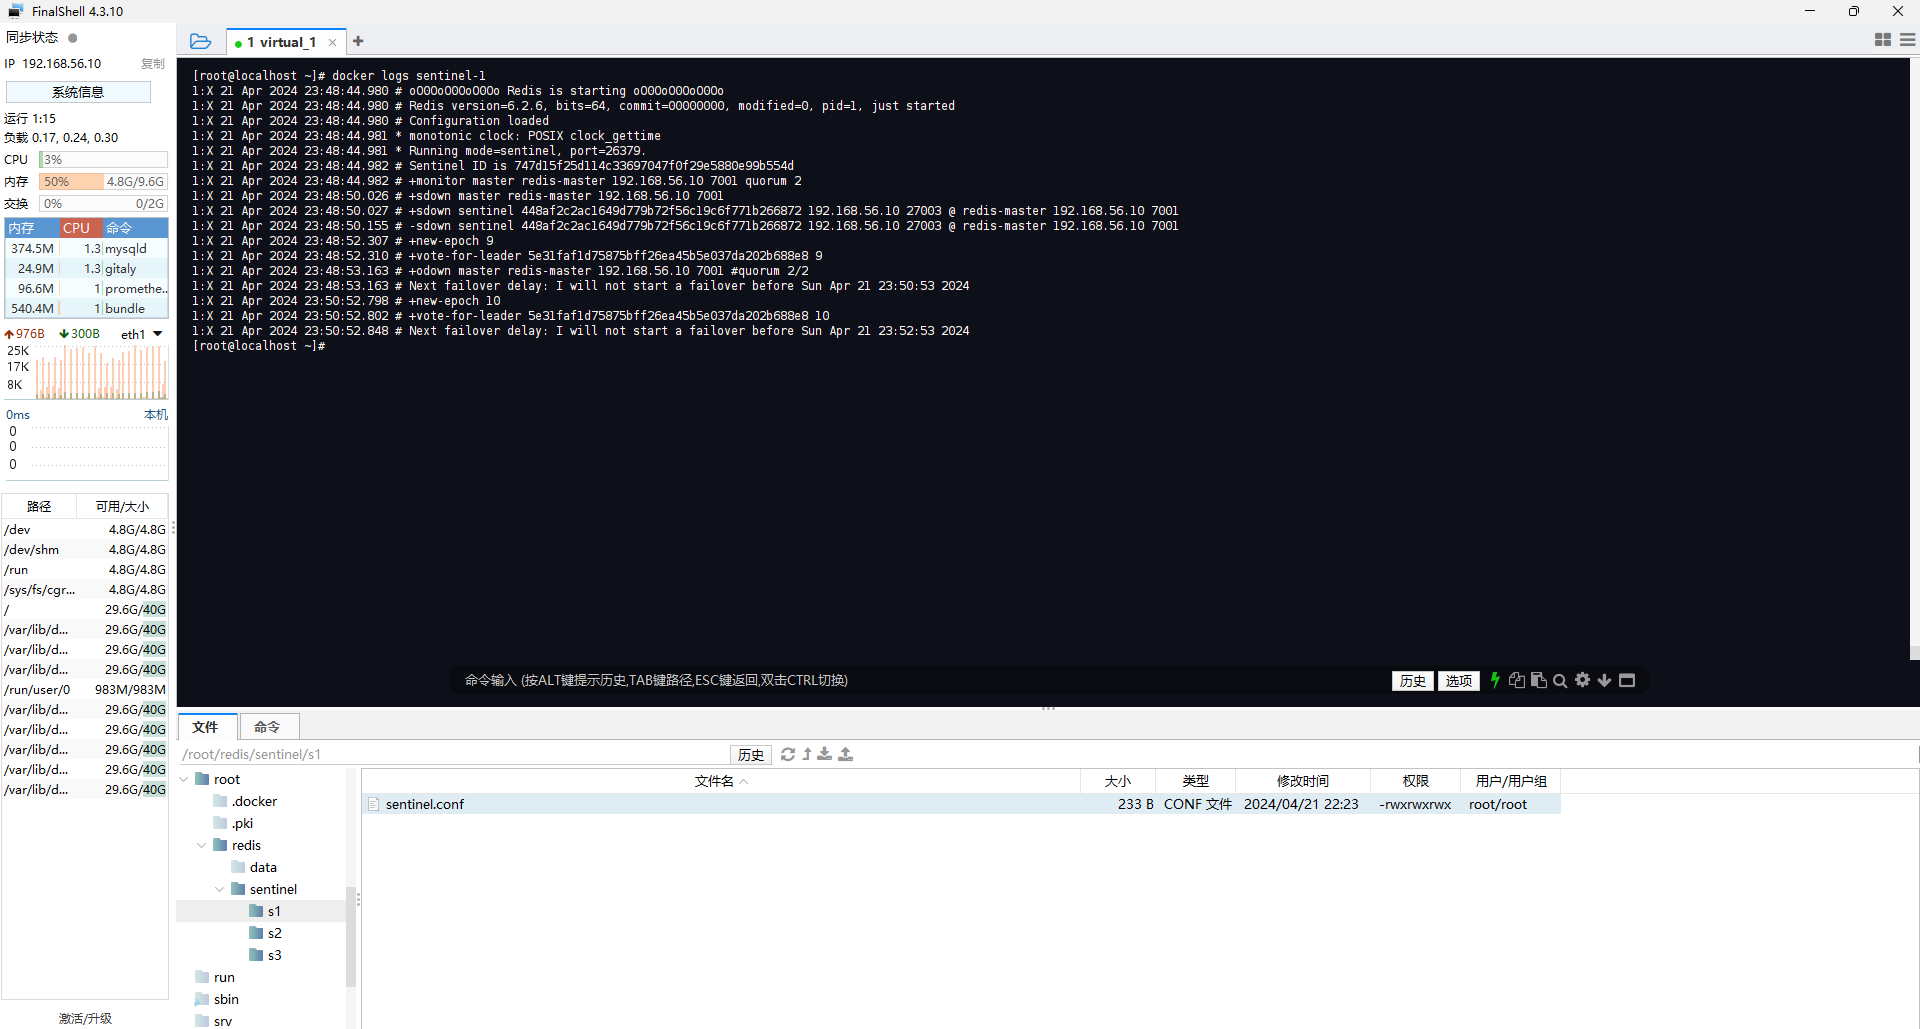 FinalShell 4.3.10
同步状态
IP 192.168.56.10 复制
系统信息
运行 1:15
负载 0.17, 0.24, 0.30
CPU 3%
内存 50% 4.8G/9.6G
交换 0% 0/2G
内存 CPU 命令
374.5M 1.3 mysqld
24.9M 1.3 gitaly
96.6M 1 promethe..
540.4M 1 bundle
976B 300B eth1
25K
17K
8K
0ms 本机
0
0
0
路径 可用/大小
/dev 4.8G/4.8G
/dev/shm 4.8G/4.8G
/run 4.8G/4.8G
/sys/fs/cgr... 4.8G/4.8G
/ 29.6G/40G
/var/lib/d... 29.6G/40G
/var/lib/d... 29.6G/40G
/var/lib/d... 29.6G/40G
/run/user/0 983M/983M
/var/lib/d... 29.6G/40G
/var/lib/d... 29.6G/40G
/var/lib/d... 29.6G/40G
/var/lib/d... 29.6G/40G
/var/lib/d... 29.6G/40G
激活/升级
1 virtual_1
[root@localhost ~]# docker logs sentinel-1
1:X 21 Apr 2024 23:48:44.980 # oO0OoO0OoO0Oo Redis is starting oO0OoO0OoO0Oo
1:X 21 Apr 2024 23:48:44.980 # Redis version=6.2.6, bits=64, commit=00000000, modified=0, pid=1, just started
1:X 21 Apr 2024 23:48:44.980 # Configuration loaded
1:X 21 Apr 2024 23:48:44.981 * monotonic clock: POSIX clock_gettime
1:X 21 Apr 2024 23:48:44.981 * Running mode=sentinel, port=26379.
1:X 21 Apr 2024 23:48:44.982 # Sentinel ID is 747d15f25d114c33697047f0f29e5880e99b554d
1:X 21 Apr 2024 23:48:44.982 # +monitor master redis-master 192.168.56.10 7001 quorum 2
1:X 21 Apr 2024 23:48:50.026 # +sdown master redis-master 192.168.56.10 7001
1:X 21 Apr 2024 23:48:50.027 # +sdown sentinel 448af2c2ac1649d779b72f56c19c6f771b266872 192.168.56.10 27003 @ redis-master 192.168.56.10 7001
1:X 21 Apr 2024 23:48:50.155 # -sdown sentinel 448af2c2ac1649d779b72f56c19c6f771b266872 192.168.56.10 27003 @ redis-master 192.168.56.10 7001
1:X 21 Apr 2024 23:48:52.307 # +new-epoch 9
1:X 21 Apr 2024 23:48:52.310 # +vote-for-leader 5e31faf1d75875bff26ea45b5e037da202b688e8 9
1:X 21 Apr 2024 23:48:53.163 # +odown master redis-master 192.168.56.10 7001 #quorum 2/2
1:X 21 Apr 2024 23:48:53.163 # Next failover delay: I will not start a failover before Sun Apr 21 23:50:53 2024
1:X 21 Apr 2024 23:50:52.798 # +new-epoch 10
1:X 21 Apr 2024 23:50:52.802 # +vote-for-leader 5e31faf1d75875bff26ea45b5e037da202b688e8 10
1:X 21 Apr 2024 23:50:52.848 # Next failover delay: I will not start a failover before Sun Apr 21 23:52:53 2024
[root@localhost ~]#
命令输入 (按ALT键提示历史,TAB键路径,ESC键返回,双击CTRL切换) 历史 选项
文件 命令
/root/redis/sentinel/s1 历史
root
.docker
.pki
redis
data
sentinel
s1
s2
s3
run
sbin
srv
文件名 大小 类型 修改时间 权限 用户/用户组
sentinel.conf 233 B CONF 文件 2024/04/21 22:23 -rwxrwxrwx root/root